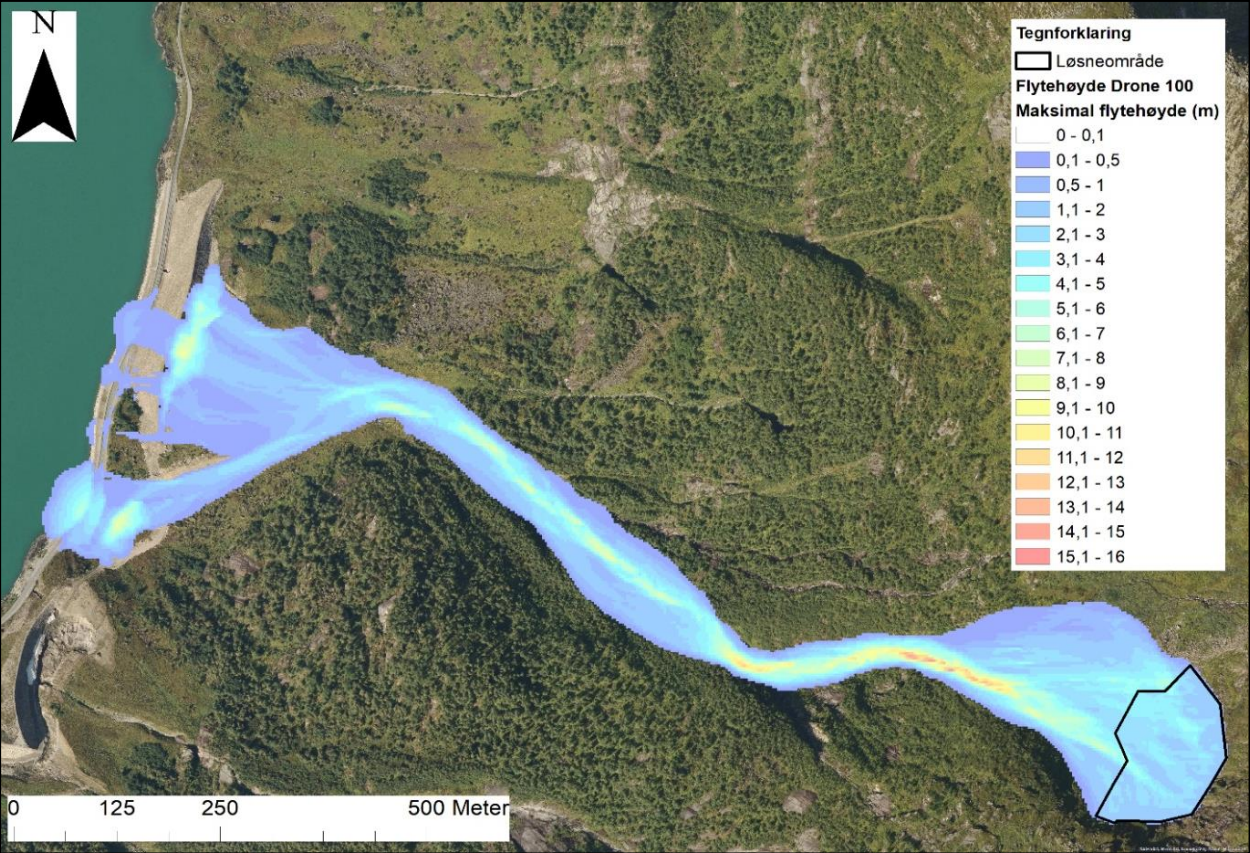 N
Tegnforklaring
Løsneområde
Flytehøyde Drone 100
Maksimal flytehøyde (m)
0 - 0,1
0,1 - 0,5
0,5 - 1
1,1 - 2
2,1 - 3
3,1 - 4
4,1 - 5
5,1 - 6
6,1 - 7
7,1 - 8
8,1 - 9
9,1 - 10
10,1 - 11
11,1 - 12
12,1 - 13
13,1 - 14
14,1 - 15
15,1 - 16
0 125 250 500 Meter